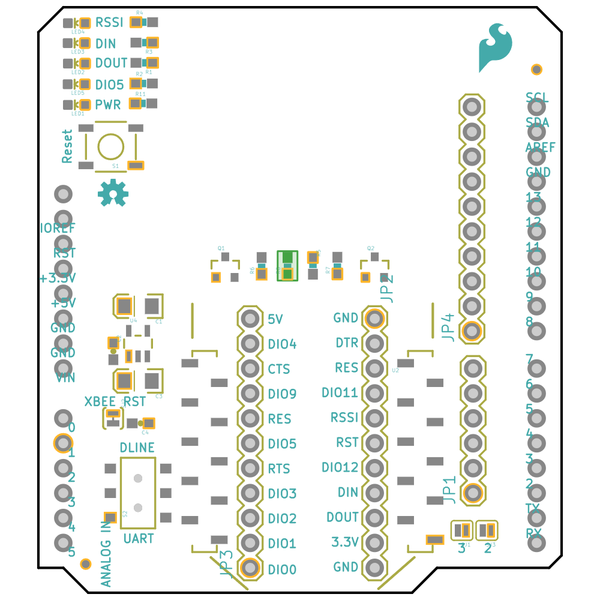 RSSI
DIN
DOUT
DIO5
PWR
Reset
S1
IOREF
RST
+3.3V
+5V
GND
GND
VIN
0
1
2
3
4
5
ANALOG IN
XBEE RST
DLINE
UART
Q1
Q2
5V
DIO4
CTS
DIO9
RES
DIO5
RTS
DIO3
DIO2
DIO1
DIO0
JP3
JP2
GND
DTR
RES
DIO11
RSSI
RST
DIO12
DIN
DOUT
3.3V
GND
JP4
JP1
3
2
SCL
SDA
AREF
GND
13
12
11
10
9
8
7
6
5
4
3
2
TX
RX